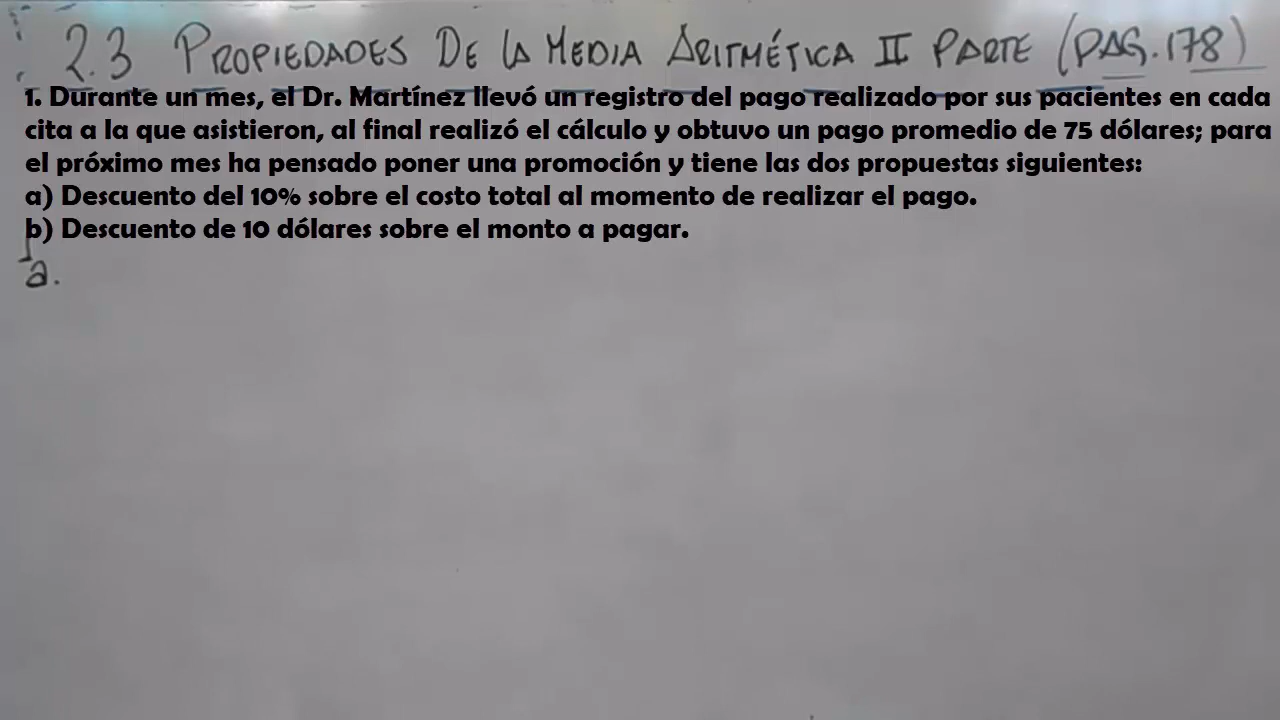 2.3 PROPIEDADES DE LA MEDIA ARITMÉTICA II PARTE (PAG. 178)
1. Durante un mes, el Dr. Martínez llevó un registro del pago realizado por sus pacientes en cada
cita a la que asistieron, al final realizó el cálculo y obtuvo un pago promedio de 75 dólares; para
el próximo mes ha pensado poner una promoción y tiene las dos propuestas siguientes:
a) Descuento del 10% sobre el costo total al momento de realizar el pago.
b) Descuento de 10 dólares sobre el monto a pagar.
a.